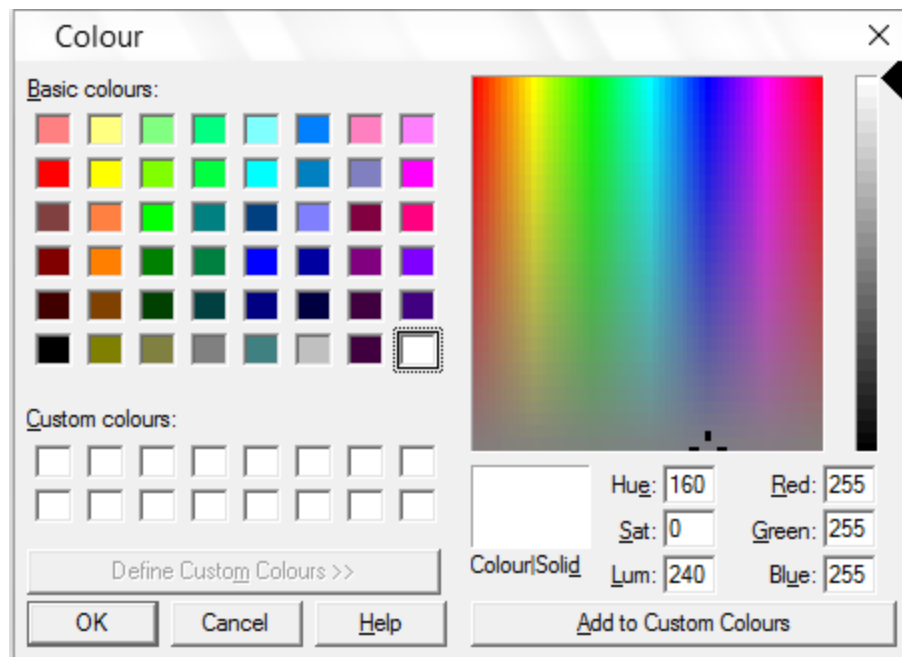 Colour
Basic colours:
Custom colours:
Define Custom Colours >>
OK Cancel Help
Colour|Solid
Hue: 160 Red: 255
Sat: 0 Green: 255
Lum: 240 Blue: 255
Add to Custom Colours